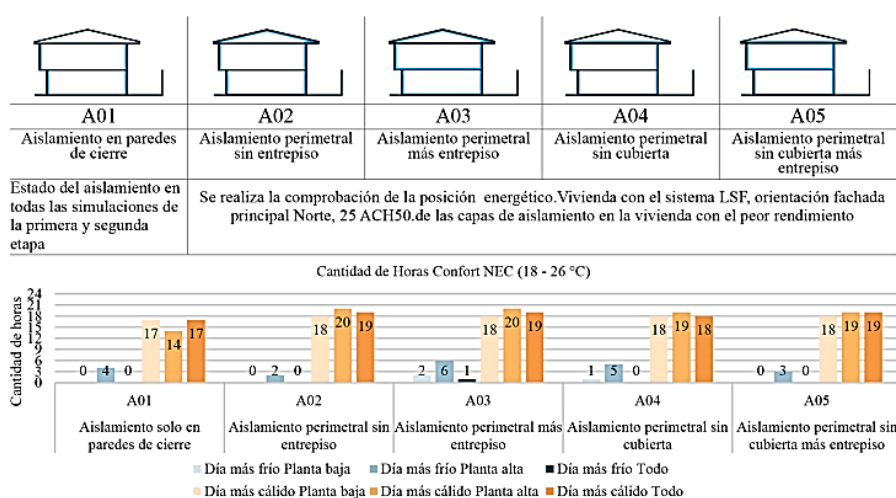 A01 A02 A03 A04 A05
Aislamiento en paredes de cierre
Aislamiento perimetral sin entrepiso
Aislamiento perimetral más entrepiso
Aislamiento perimetral sin cubierta
Aislamiento perimetral sin cubierta más entrepiso
Estado del aislamiento en todas las simulaciones de la primera y segunda etapa
Se realiza la comprobación de la posición energético.Vivienda con el sistema LSF, orientación fachada
principal Norte, 25 ACH50.de las capas de aislamiento en la vivienda con el peor rendimiento
Cantidad de Horas Confort NEC (18 - 26 °C)
Cantidad de horas
24
21
18
15
12
9
6
3
0
0 4 0 17 14 17
0 2 0 18 20 19
2 6 1 18 20 19
1 5 0 18 19 18
0 3 0 18 19 19
A01 A02 A03 A04 A05
Aislamiento solo en paredes de cierre
Aislamiento perimetral sin entrepiso
Aislamiento perimetral más entrepiso
Aislamiento perimetral sin cubierta
Aislamiento perimetral sin cubierta más entrepiso
Día más frío Planta baja Día más frío Planta alta Día más frío Todo
Día más cálido Planta baja Día más cálido Planta alta Día más cálido Todo